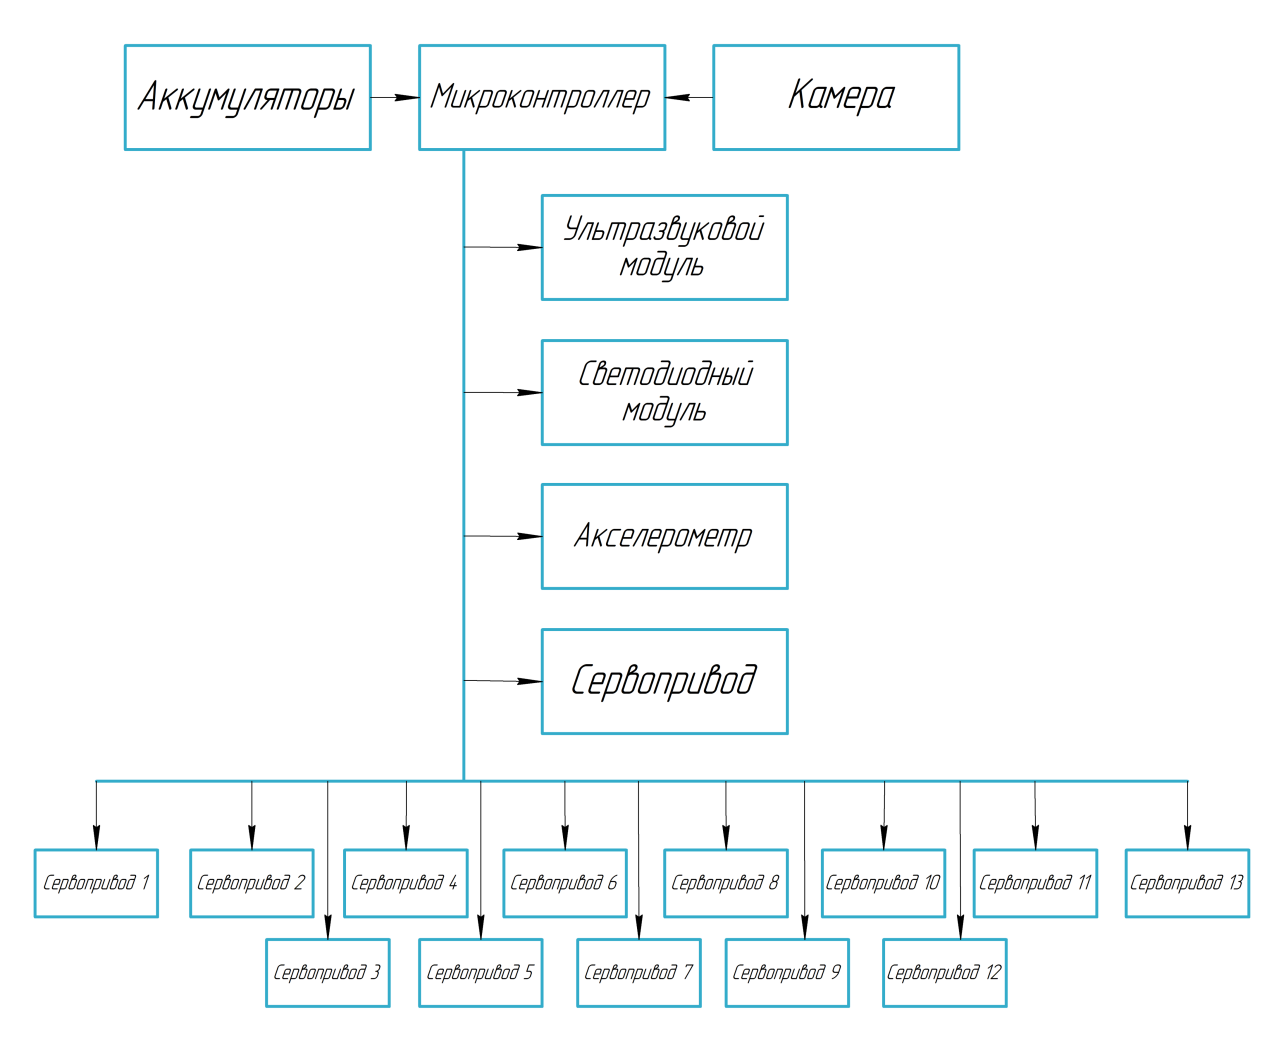 Аккумуляторы
Микроконтроллер
Камера
Ультразвуковой
модуль
Светодиодный
модуль
Акселерометр
Сервопривод
Сервопривод 1
Сервопривод 2
Сервопривод 4
Сервопривод 6
Сервопривод 8
Сервопривод 10
Сервопривод 11
Сервопривод 13
Сервопривод 3
Сервопривод 5
Сервопривод 7
Сервопривод 9
Сервопривод 12